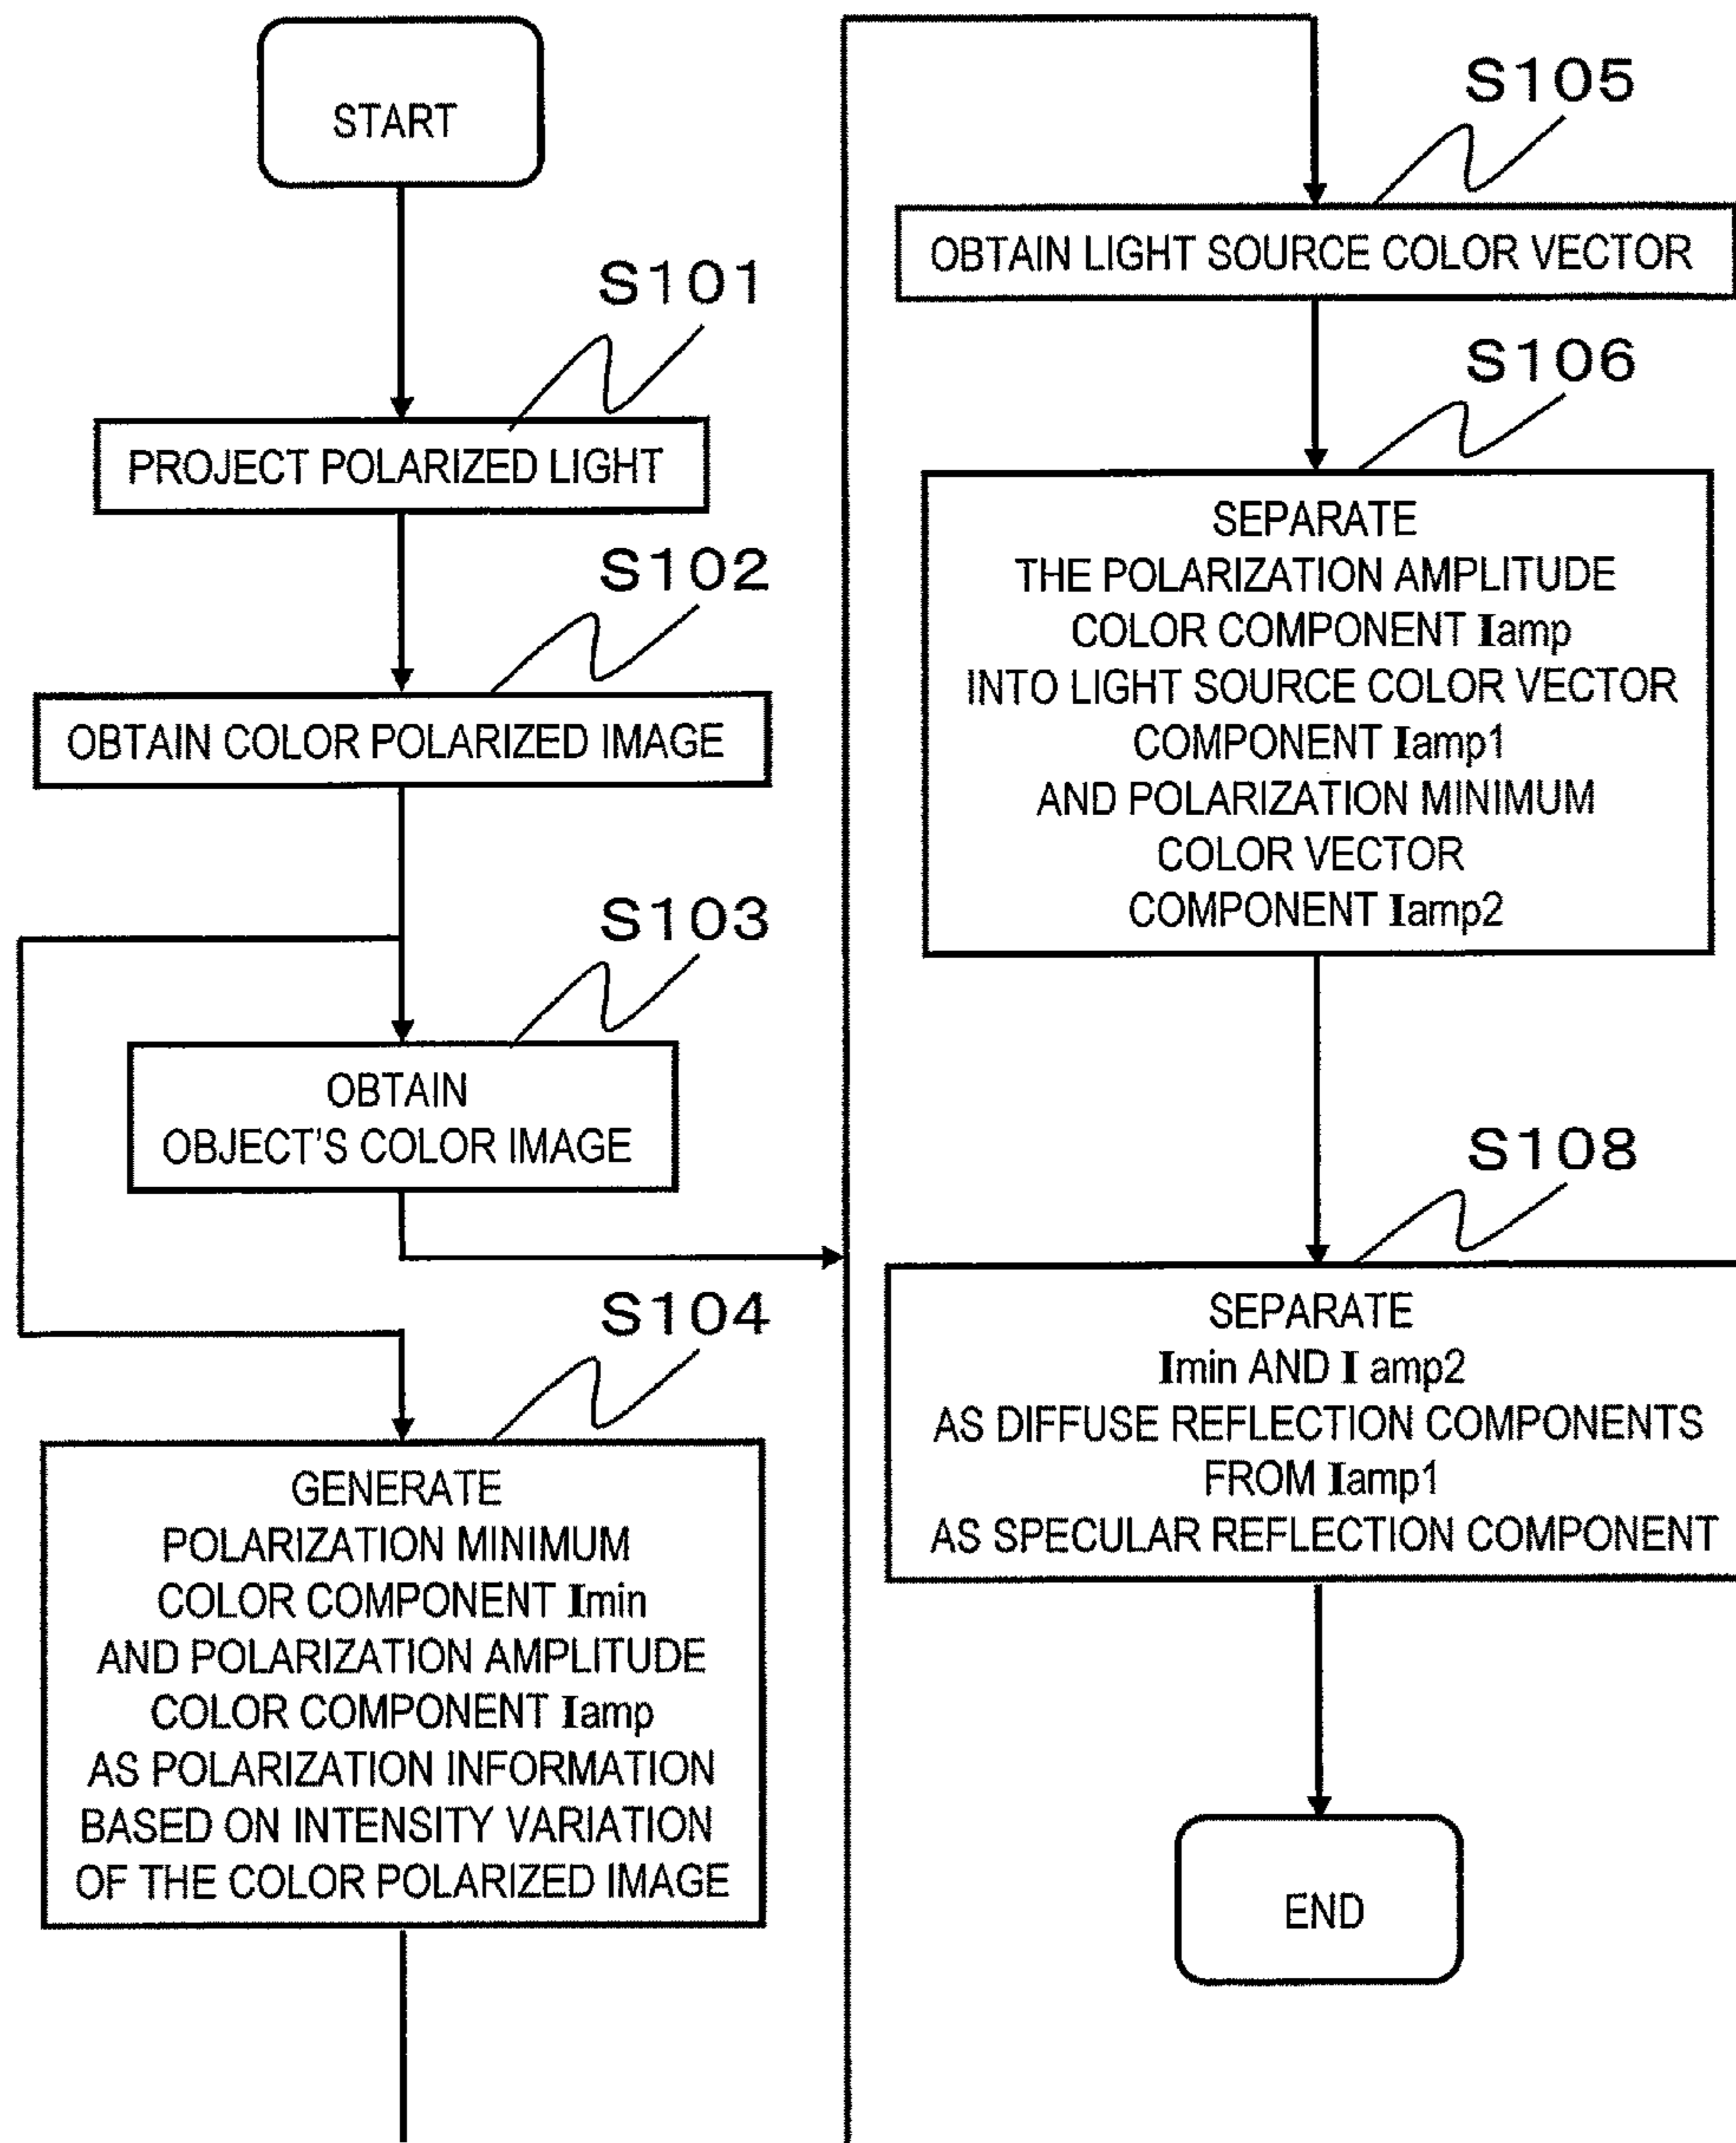 START
S101
PROJECT POLARIZED LIGHT
S102
OBTAIN COLOR POLARIZED IMAGE
S103
OBTAIN
OBJECT'S COLOR IMAGE
S104
GENERATE
POLARIZATION MINIMUM
COLOR COMPONENT Imin
AND POLARIZATION AMPLITUDE
COLOR COMPONENT Iamp
AS POLARIZATION INFORMATION
BASED ON INTENSITY VARIATION
OF THE COLOR POLARIZED IMAGE
S105
OBTAIN LIGHT SOURCE COLOR VECTOR
S106
SEPARATE
THE POLARIZATION AMPLITUDE
COLOR COMPONENT Iamp
INTO LIGHT SOURCE COLOR VECTOR
COMPONENT Iamp1
AND POLARIZATION MINIMUM
COLOR VECTOR
COMPONENT Iamp2
S108
SEPARATE
Imin AND I amp2
AS DIFFUSE REFLECTION COMPONENTS
FROM Iamp1
AS SPECULAR REFLECTION COMPONENT
END